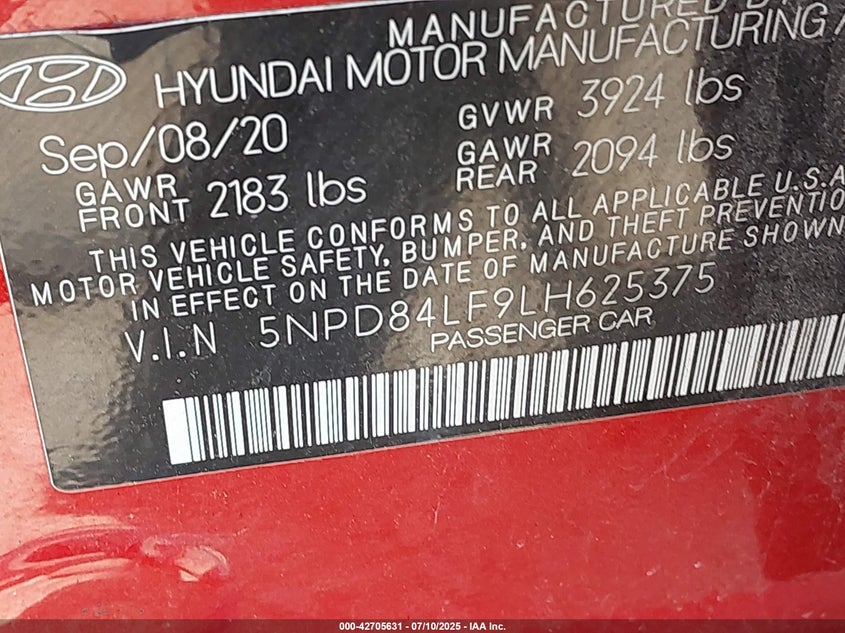 MANUFACTURED
HYUNDAI MOTOR MANUFACTURING
Sep/08/20 GVWR 3924 lbs
GAWR FRONT 2183 lbs GAWR REAR 2094 lbs
THIS VEHICLE CONFORMS TO ALL APPLICABLE U.S.A
MOTOR VEHICLE SAFETY, BUMPER, AND THEFT PREVENTIO
IN EFFECT ON THE DATE OF MANUFACTURE SHOWN
V.I.N 5NPD84LF9LH625375
PASSENGER CAR
000-42705631 - 07/10/2025 - IAA Inc.